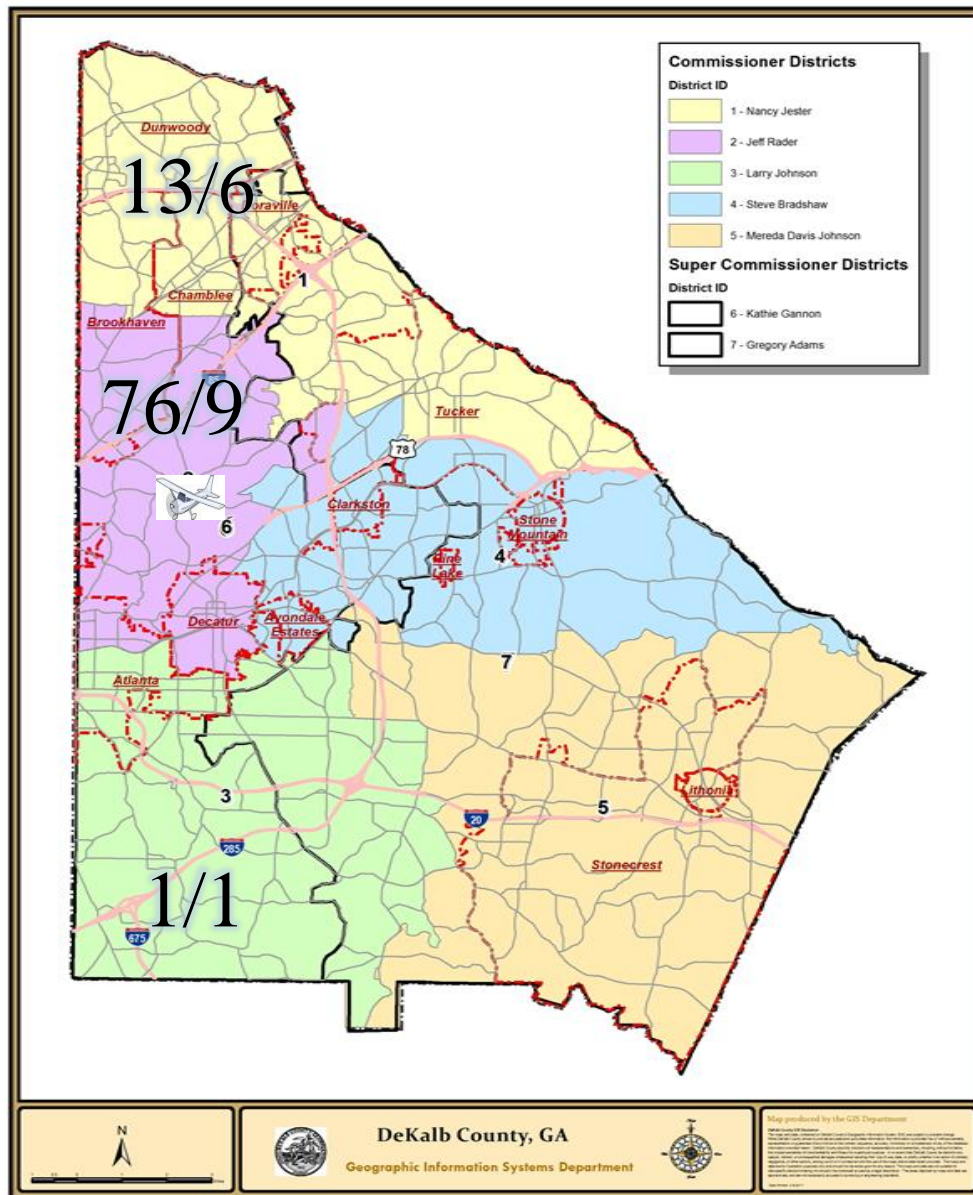 Commissioner Districts
District ID
1 - Nancy Jester
2 - Jeff Rader
3 - Larry Johnson
4 - Steve Bradshaw
5 - Mereda Davis Johnson
Super Commissioner Districts
District ID
6 - Kathie Gannon
7 - Gregory Adams
Dunwoody
13/6
oraville
1
Chamblee
Brookhaven
76/9
Tucker
78
Clarkston
6
Stone
Mountain
4
Lake
Decatur
Avondale
Estates
7
Atlanta
3
5
Lithonia
20
285
Stonecrest
1/1
675
N
DeKalb County, GA
Geographic Information Systems Department
Map produced by the GIS Department